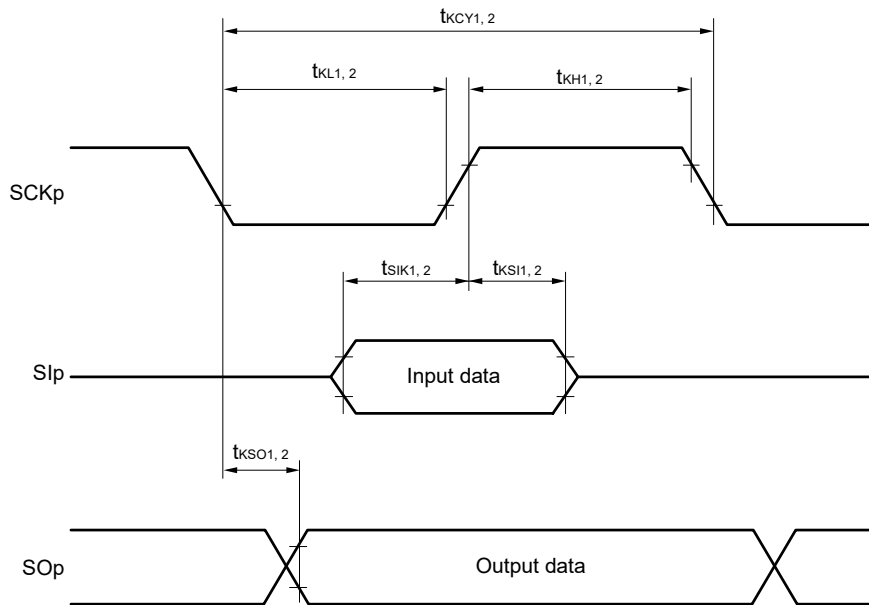 tKCY1, 2
tKL1, 2
tKH1, 2
SCKp
tSIK1, 2
tKSI1, 2
SIp
Input data
tKSO1, 2
SOp
Output data